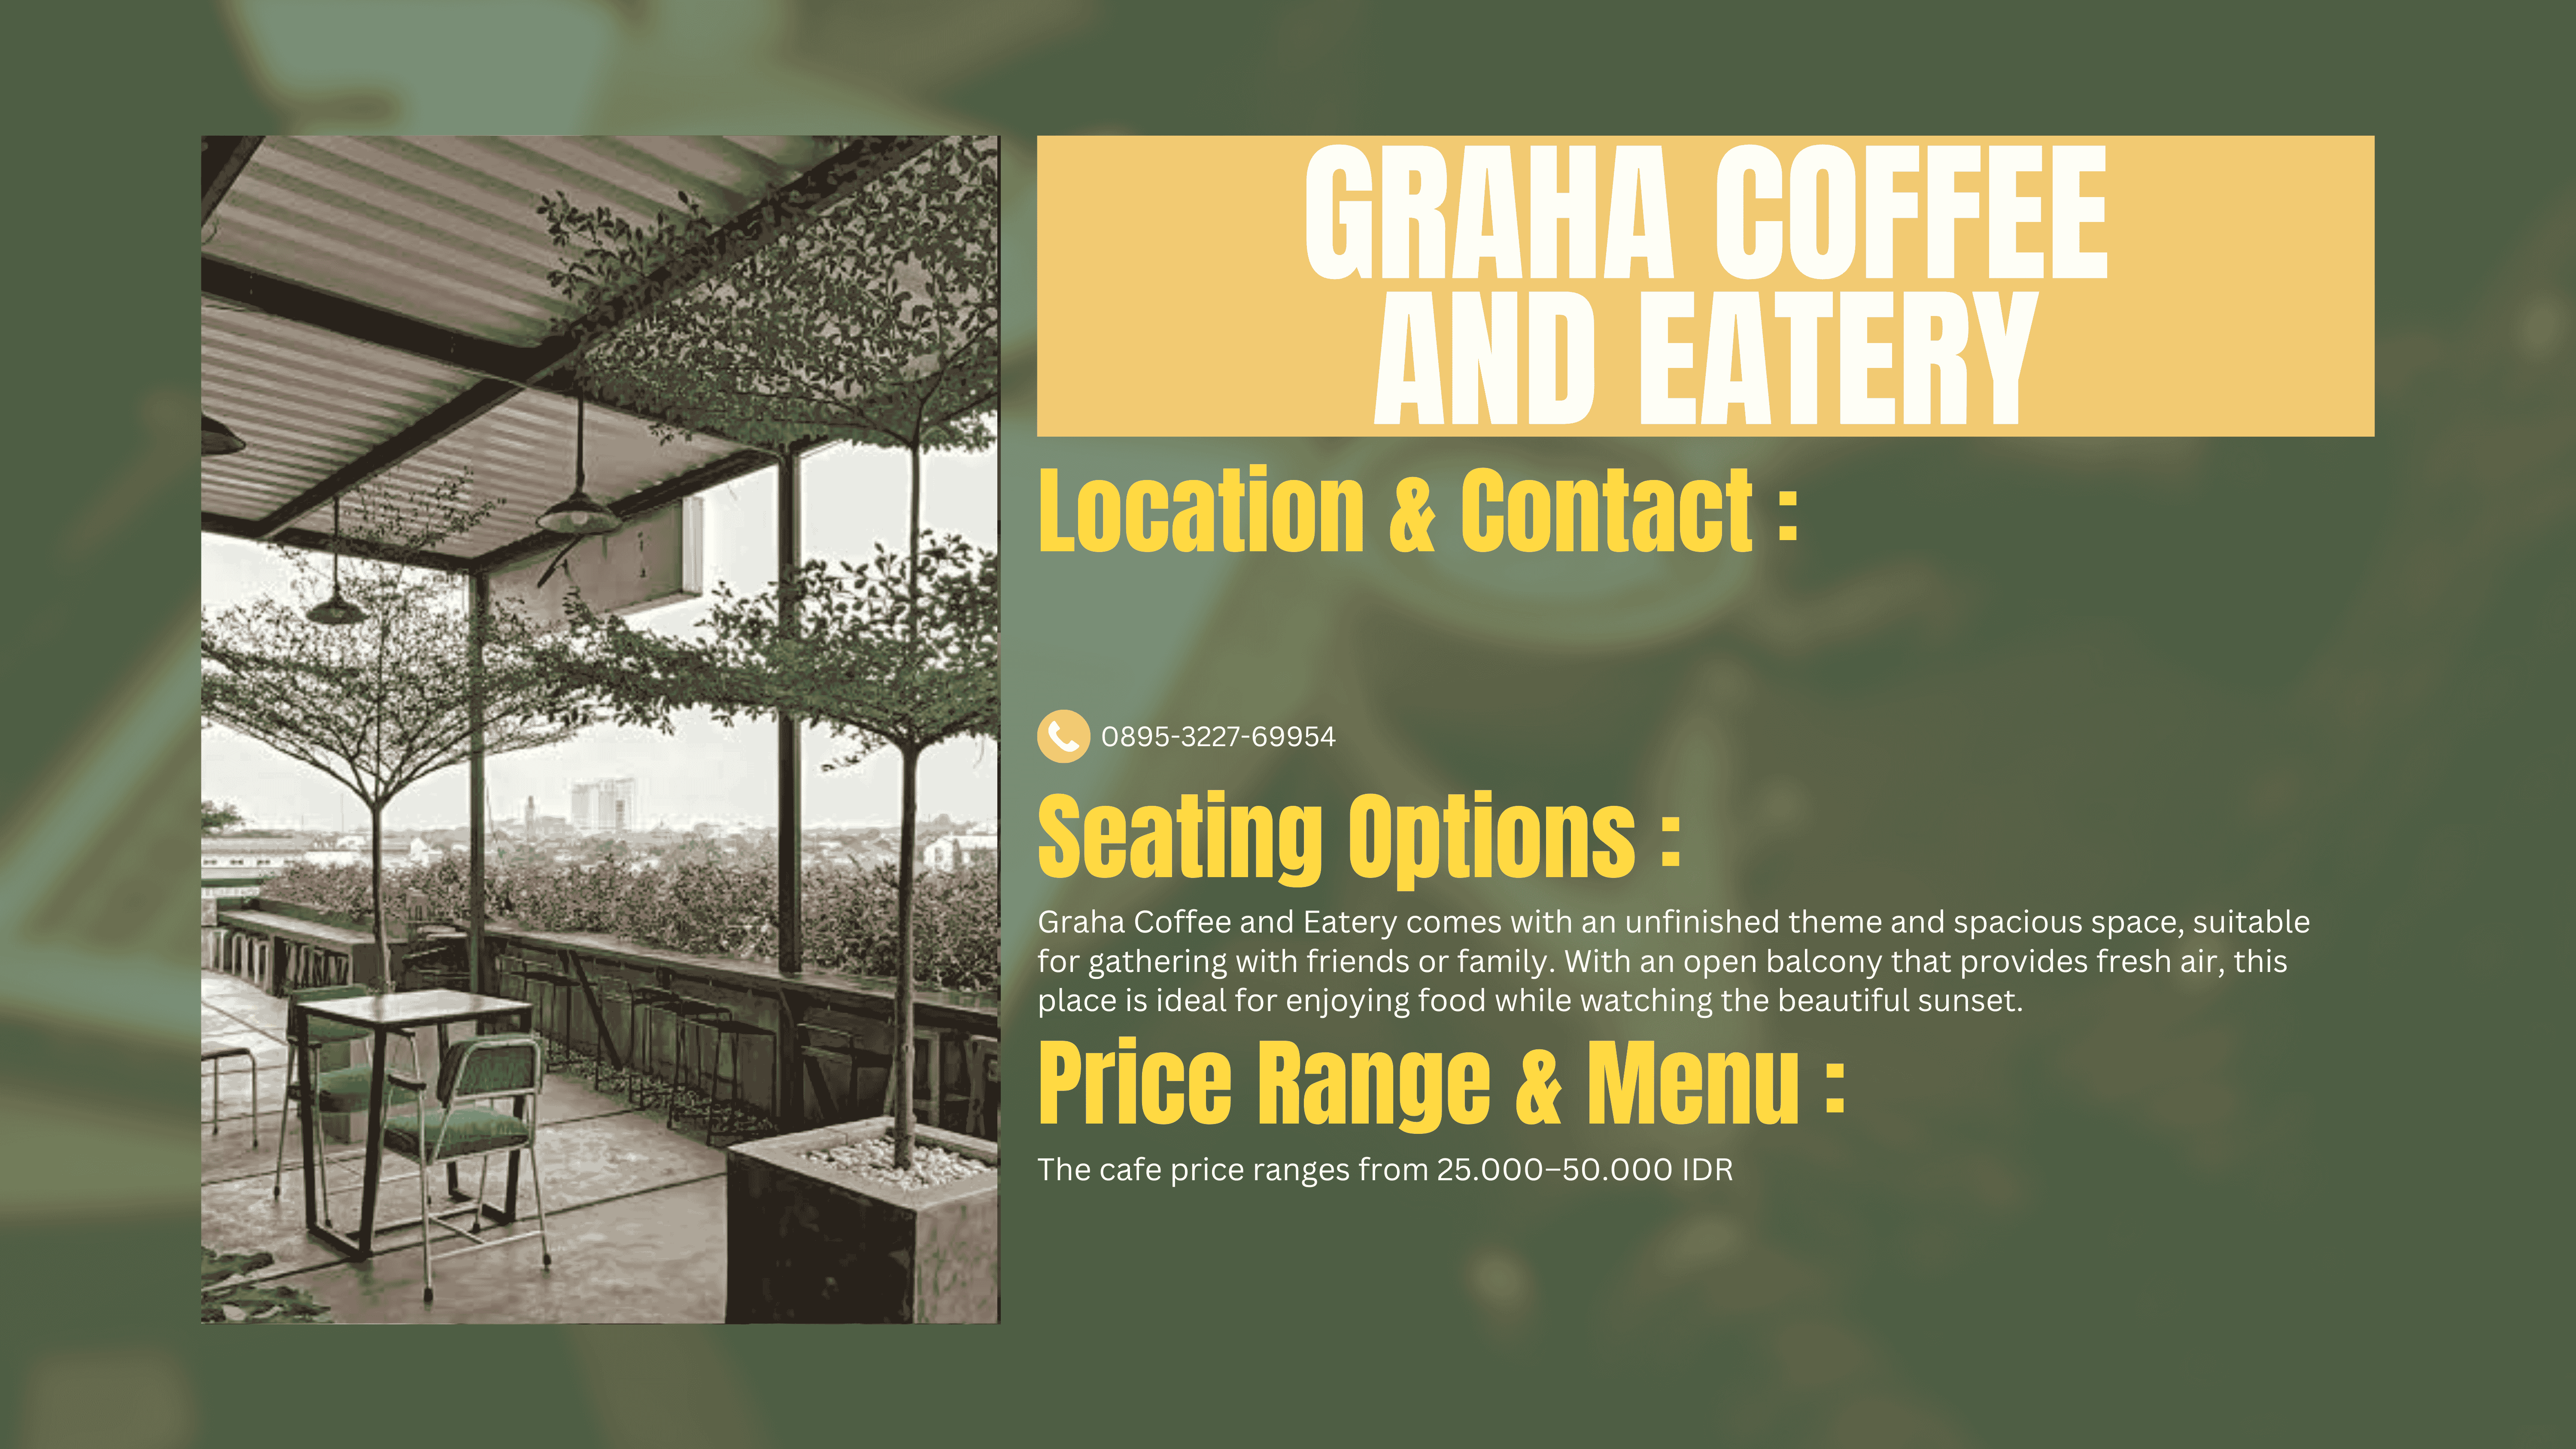 GRAHA COFFEE
AND EATERY
Location & Contact :
0895-3227-69954
Seating Options :
Graha Coffee and Eatery comes with an unfinished theme and spacious space, suitable
for gathering with friends or family. With an open balcony that provides fresh air, this
place is ideal for enjoying food while watching the beautiful sunset.
Price Range & Menu :
The cafe price ranges from 25.000–50.000 IDR